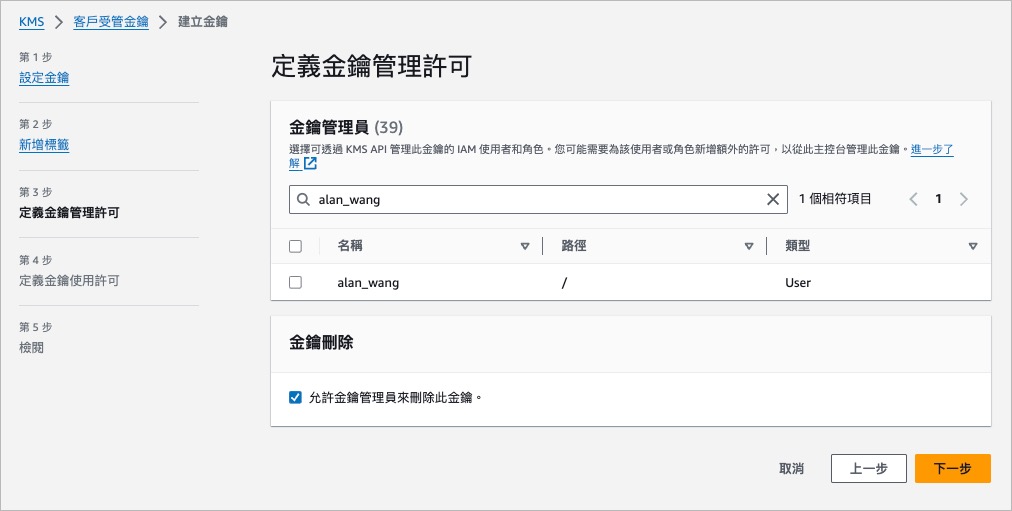 KMS > 客戶受管金鑰 > 建立金鑰
第 1 步
設定金鑰
第 2 步
新增標籤
第 3 步
定義金鑰管理許可
第 4 步
定義金鑰使用許可
第 5 步
檢閱
定義金鑰管理許可
金鑰管理員 (39)
選擇可透過 KMS API 管理此金鑰的 IAM 使用者和角色。您可能需要為該使用者或角色新增額外的許可，以從此主控台管理此金鑰。進一步了
解
alan_wang 1 個相符項目 1
名稱 路徑 類型
alan_wang / User
金鑰刪除
允許金鑰管理員來刪除此金鑰。
取消 上一步 下一步